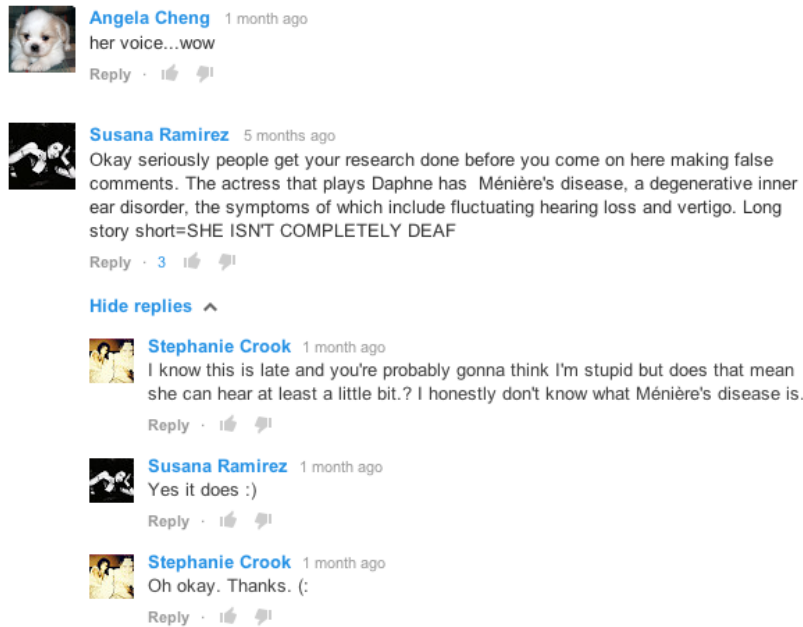 Angela Cheng 1 month ago
her voice...wow
Reply ·
Susana Ramirez 5 months ago
Okay seriously people get your research done before you come on here making false
comments. The actress that plays Daphne has  Ménière's disease, a degenerative inner
ear disorder, the symptoms of which include fluctuating hearing loss and vertigo. Long
story short=SHE ISN'T COMPLETELY DEAF
Reply · 3
Hide replies
Stephanie Crook 1 month ago
I know this is late and you're probably gonna think I'm stupid but does that mean
she can hear at least a little bit.? I honestly don't know what Ménière's disease is.
Reply ·
Susana Ramirez 1 month ago
Yes it does :)
Reply ·
Stephanie Crook 1 month ago
Oh okay. Thanks. (:
Reply ·